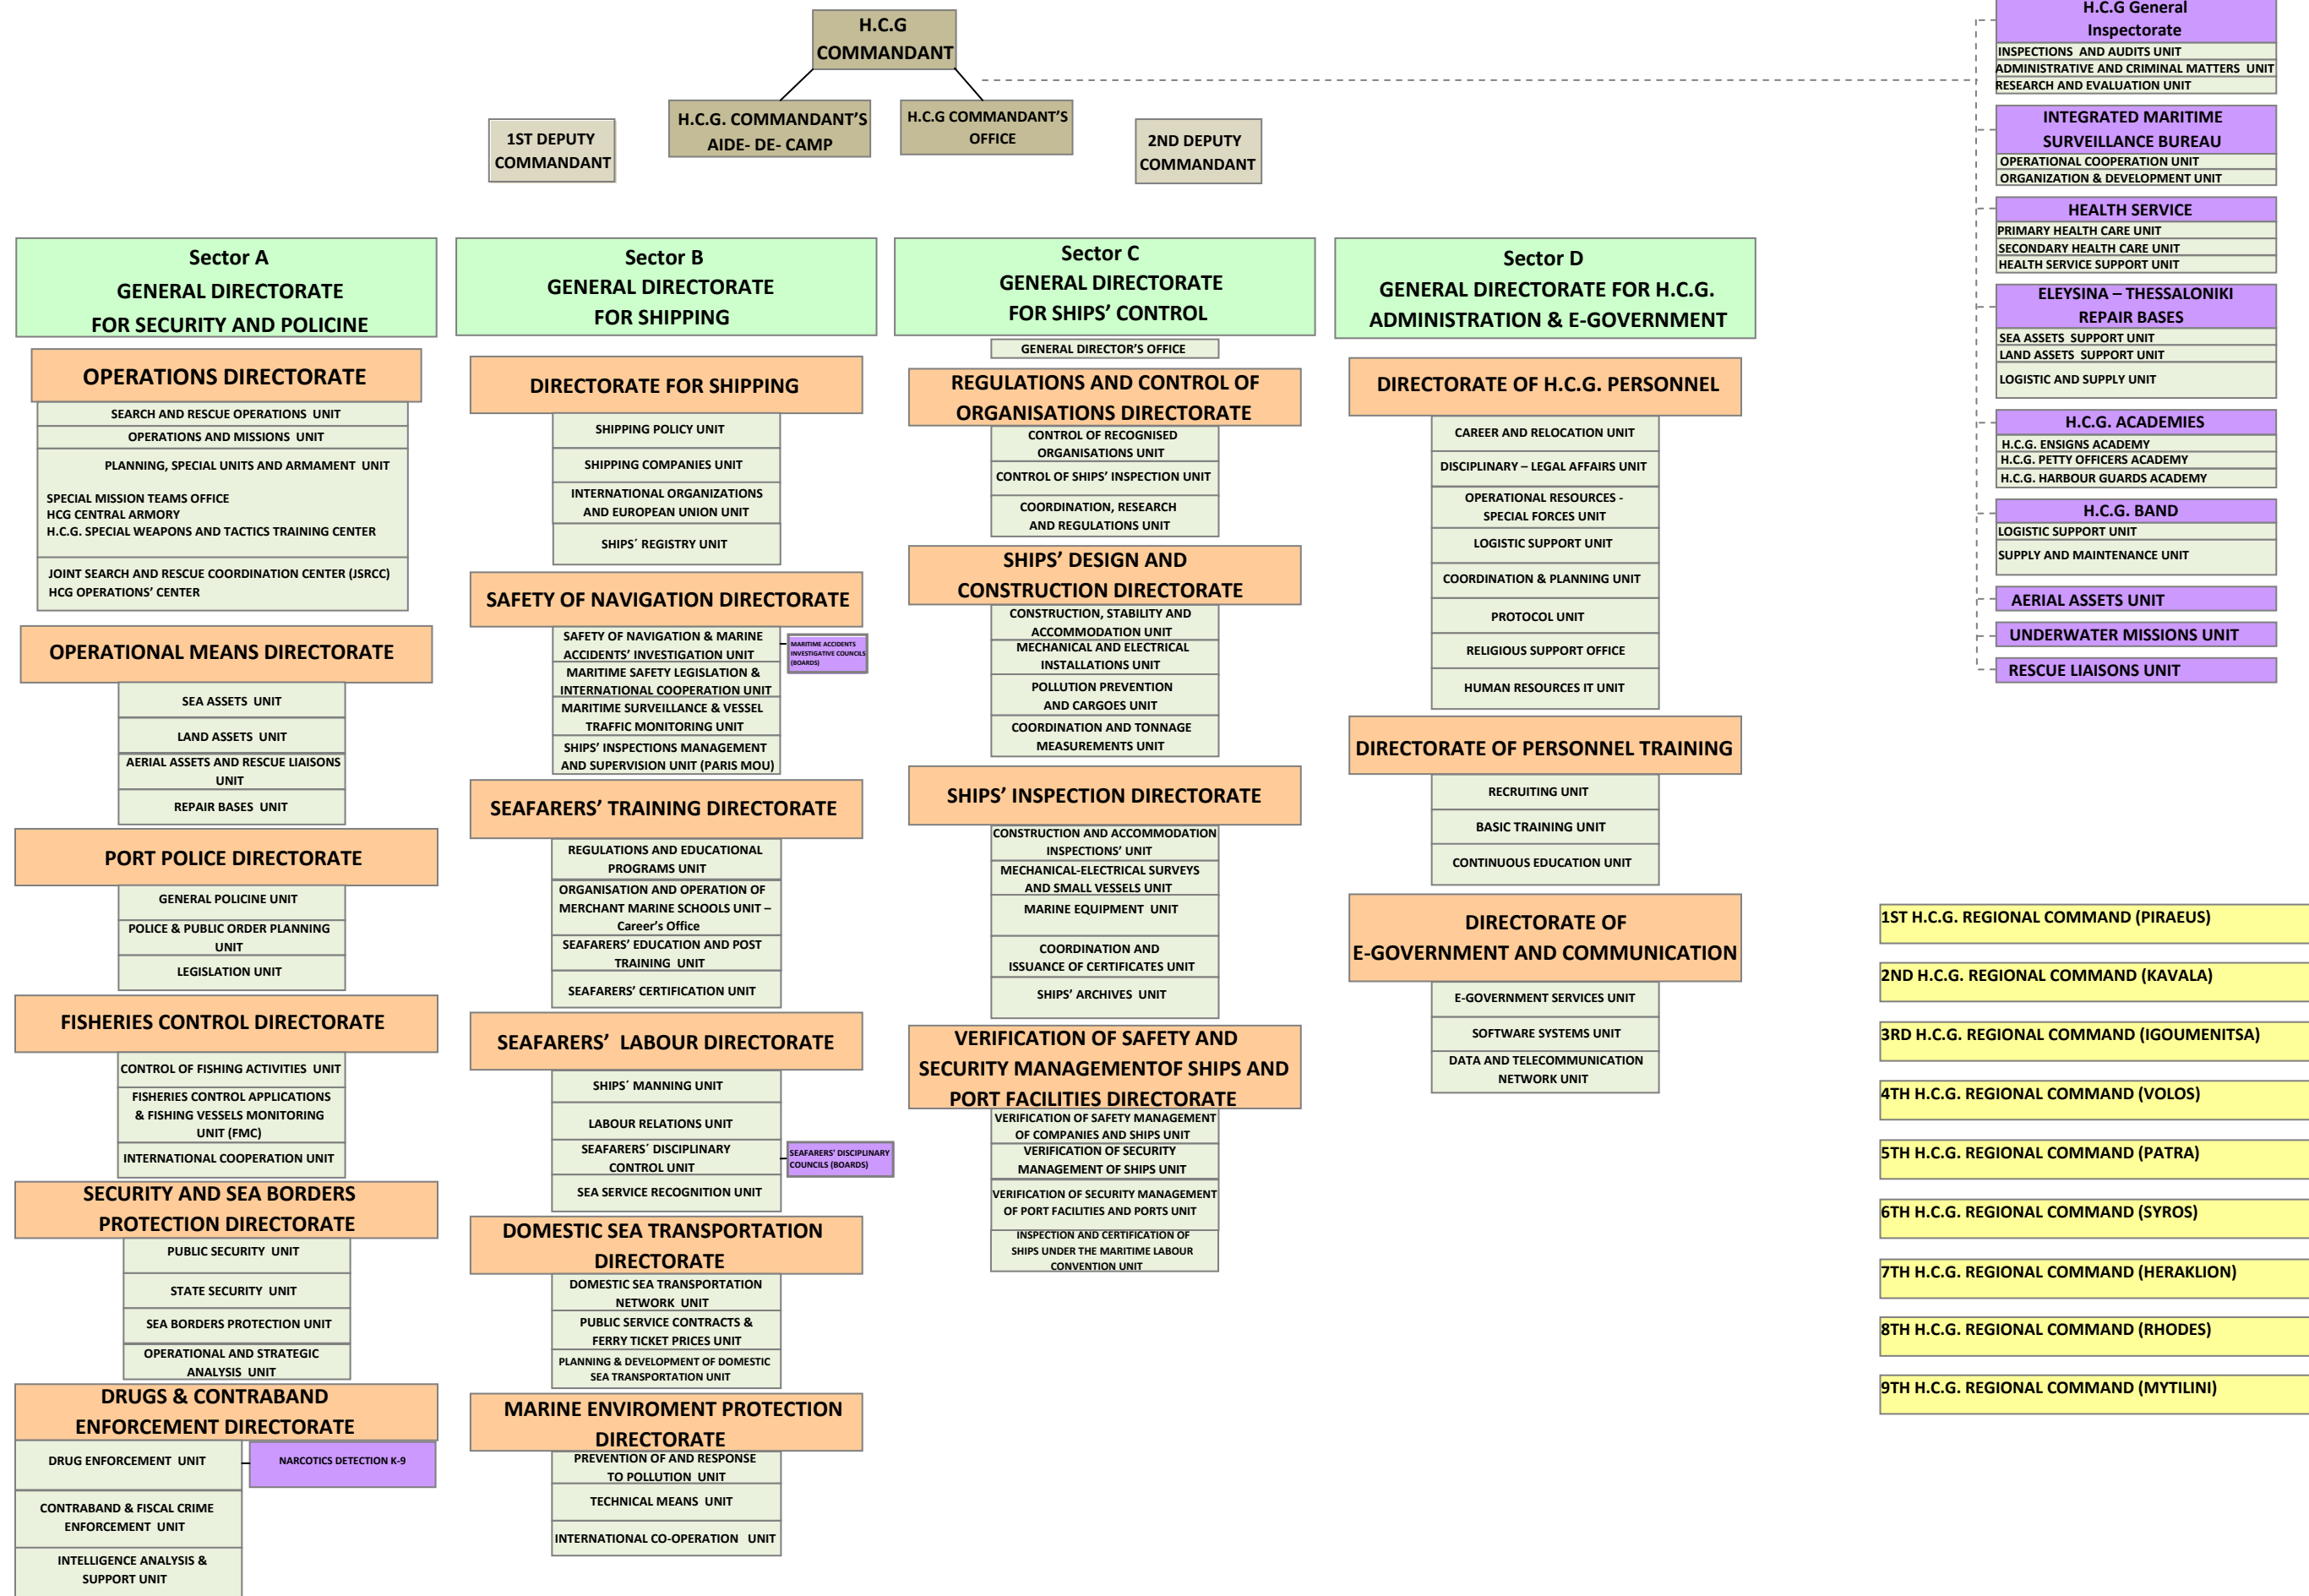 H.C.G
COMMANDANT
H.C.G. COMMANDANT'S
AIDE- DE- CAMP
H.C.G COMMANDANT'S
OFFICE
1ST DEPUTY
COMMANDANT
2ND DEPUTY
COMMANDANT
Sector A
GENERAL DIRECTORATE
FOR SECURITY AND POLICINE
OPERATIONS DIRECTORATE
SEARCH AND RESCUE OPERATIONS UNIT
OPERATIONS AND MISSIONS UNIT
PLANNING, SPECIAL UNITS AND ARMAMENT UNIT
SPECIAL MISSION TEAMS OFFICE
HCG CENTRAL ARMORY
H.C.G. SPECIAL WEAPONS AND TACTICS TRAINING CENTER
JOINT SEARCH AND RESCUE COORDINATION CENTER (JSRCC)
HCG OPERATIONS' CENTER
OPERATIONAL MEANS DIRECTORATE
SEA ASSETS UNIT
LAND ASSETS UNIT
AERIAL ASSETS AND RESCUE LIAISONS
UNIT
REPAIR BASES UNIT
PORT POLICE DIRECTORATE
GENERAL POLICINE UNIT
POLICE & PUBLIC ORDER PLANNING
UNIT
LEGISLATION UNIT
FISHERIES CONTROL DIRECTORATE
CONTROL OF FISHING ACTIVITIES UNIT
FISHERIES CONTROL APPLICATIONS
& FISHING VESSELS MONITORING
UNIT (FMC)
INTERNATIONAL COOPERATION UNIT
SECURITY AND SEA BORDERS
PROTECTION DIRECTORATE
PUBLIC SECURITY UNIT
STATE SECURITY UNIT
SEA BORDERS PROTECTION UNIT
OPERATIONAL AND STRATEGIC
ANALYSIS UNIT
DRUGS & CONTRABAND
ENFORCEMENT DIRECTORATE
DRUG ENFORCEMENT UNIT
NARCOTICS DETECTION K-9
CONTRABAND & FISCAL CRIME
ENFORCEMENT UNIT
INTELLIGENCE ANALYSIS &
SUPPORT UNIT
Sector B
GENERAL DIRECTORATE
FOR SHIPPING
DIRECTORATE FOR SHIPPING
SHIPPING POLICY UNIT
SHIPPING COMPANIES UNIT
INTERNATIONAL ORGANIZATIONS
AND EUROPEAN UNION UNIT
SHIPS´ REGISTRY UNIT
SAFETY OF NAVIGATION DIRECTORATE
SAFETY OF NAVIGATION & MARINE
ACCIDENTS' INVESTIGATION UNIT
MARITIME ACCIDENTS
INVESTIGATIVE COUNCILS
(BOARDS)
MARITIME SAFETY LEGISLATION &
INTERNATIONAL COOPERATION UNIT
MARITIME SURVEILLANCE & VESSEL
TRAFFIC MONITORING UNIT
SHIPS' INSPECTIONS MANAGEMENT
AND SUPERVISION UNIT (PARIS MOU)
SEAFARERS' TRAINING DIRECTORATE
REGULATIONS AND EDUCATIONAL
PROGRAMS UNIT
ORGANISATION AND OPERATION OF
MERCHANT MARINE SCHOOLS UNIT –
Career's Office
SEAFARERS' EDUCATION AND POST
TRAINING UNIT
SEAFARERS' CERTIFICATION UNIT
SEAFARERS' LABOUR DIRECTORATE
SHIPS´ MANNING UNIT
LABOUR RELATIONS UNIT
SEAFARERS´ DISCIPLINARY
CONTROL UNIT
SEAFARERS' DISCIPLINARY
COUNCILS (BOARDS)
SEA SERVICE RECOGNITION UNIT
DOMESTIC SEA TRANSPORTATION
DIRECTORATE
DOMESTIC SEA TRANSPORTATION
NETWORK UNIT
PUBLIC SERVICE CONTRACTS &
FERRY TICKET PRICES UNIT
PLANNING & DEVELOPMENT OF DOMESTIC
SEA TRANSPORTATION UNIT
MARINE ENVIROMENT PROTECTION
DIRECTORATE
PREVENTION OF AND RESPONSE
TO POLLUTION UNIT
TECHNICAL MEANS UNIT
INTERNATIONAL CO-OPERATION UNIT
Sector C
GENERAL DIRECTORATE
FOR SHIPS' CONTROL
GENERAL DIRECTOR'S OFFICE
REGULATIONS AND CONTROL OF
ORGANISATIONS DIRECTORATE
CONTROL OF RECOGNISED
ORGANISATIONS UNIT
CONTROL OF SHIPS' INSPECTION UNIT
COORDINATION, RESEARCH
AND REGULATIONS UNIT
SHIPS' DESIGN AND
CONSTRUCTION DIRECTORATE
CONSTRUCTION, STABILITY AND
ACCOMMODATION UNIT
MECHANICAL AND ELECTRICAL
INSTALLATIONS UNIT
POLLUTION PREVENTION
AND CARGOES UNIT
COORDINATION AND TONNAGE
MEASUREMENTS UNIT
SHIPS' INSPECTION DIRECTORATE
CONSTRUCTION AND ACCOMMODATION
INSPECTIONS' UNIT
MECHANICAL-ELECTRICAL SURVEYS
AND SMALL VESSELS UNIT
MARINE EQUIPMENT UNIT
COORDINATION AND
ISSUANCE OF CERTIFICATES UNIT
SHIPS' ARCHIVES UNIT
VERIFICATION OF SAFETY AND
SECURITY MANAGEMENTOF SHIPS AND
PORT FACILITIES DIRECTORATE
VERIFICATION OF SAFETY MANAGEMENT
OF COMPANIES AND SHIPS UNIT
VERIFICATION OF SECURITY
MANAGEMENT OF SHIPS UNIT
VERIFICATION OF SECURITY MANAGEMENT
OF PORT FACILITIES AND PORTS UNIT
INSPECTION AND CERTIFICATION OF
SHIPS UNDER THE MARITIME LABOUR
CONVENTION UNIT
Sector D
GENERAL DIRECTORATE FOR H.C.G.
ADMINISTRATION & E-GOVERNMENT
DIRECTORATE OF H.C.G. PERSONNEL
CAREER AND RELOCATION UNIT
DISCIPLINARY – LEGAL AFFAIRS UNIT
OPERATIONAL RESOURCES -
SPECIAL FORCES UNIT
LOGISTIC SUPPORT UNIT
COORDINATION & PLANNING UNIT
PROTOCOL UNIT
RELIGIOUS SUPPORT OFFICE
HUMAN RESOURCES IT UNIT
DIRECTORATE OF PERSONNEL TRAINING
RECRUITING UNIT
BASIC TRAINING UNIT
CONTINUOUS EDUCATION UNIT
DIRECTORATE OF
E-GOVERNMENT AND COMMUNICATION
E-GOVERNMENT SERVICES UNIT
SOFTWARE SYSTEMS UNIT
DATA AND TELECOMMUNICATION
NETWORK UNIT
H.C.G General
Inspectorate
INSPECTIONS AND AUDITS UNIT
ADMINISTRATIVE AND CRIMINAL MATTERS UNIT
RESEARCH AND EVALUATION UNIT
INTEGRATED MARITIME
SURVEILLANCE BUREAU
OPERATIONAL COOPERATION UNIT
ORGANIZATION & DEVELOPMENT UNIT
HEALTH SERVICE
PRIMARY HEALTH CARE UNIT
SECONDARY HEALTH CARE UNIT
HEALTH SERVICE SUPPORT UNIT
ELEYSINA – THESSALONIKI
REPAIR BASES
SEA ASSETS SUPPORT UNIT
LAND ASSETS SUPPORT UNIT
LOGISTIC AND SUPPLY UNIT
H.C.G. ACADEMIES
H.C.G. ENSIGNS ACADEMY
H.C.G. PETTY OFFICERS ACADEMY
H.C.G. HARBOUR GUARDS ACADEMY
H.C.G. BAND
LOGISTIC SUPPORT UNIT
SUPPLY AND MAINTENANCE UNIT
AERIAL ASSETS UNIT
UNDERWATER MISSIONS UNIT
RESCUE LIAISONS UNIT
1ST H.C.G. REGIONAL COMMAND (PIRAEUS)
2ND H.C.G. REGIONAL COMMAND (KAVALA)
3RD H.C.G. REGIONAL COMMAND (IGOUMENITSA)
4TH H.C.G. REGIONAL COMMAND (VOLOS)
5TH H.C.G. REGIONAL COMMAND (PATRA)
6TH H.C.G. REGIONAL COMMAND (SYROS)
7TH H.C.G. REGIONAL COMMAND (HERAKLION)
8TH H.C.G. REGIONAL COMMAND (RHODES)
9TH H.C.G. REGIONAL COMMAND (MYTILINI)